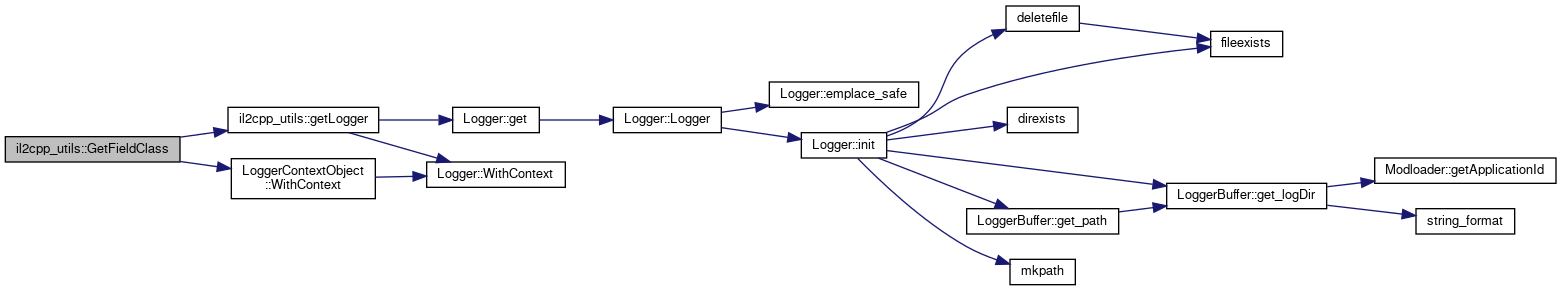 il2cpp_utils::GetFieldClass
il2cpp_utils::getLogger
LoggerContextObject
::WithContext
Logger::get
Logger::WithContext
Logger::Logger
Logger::emplace_safe
Logger::init
deletefile
fileexists
direxists
LoggerBuffer::get_logDir
LoggerBuffer::get_path
mkpath
Modloader::getApplicationId
string_format